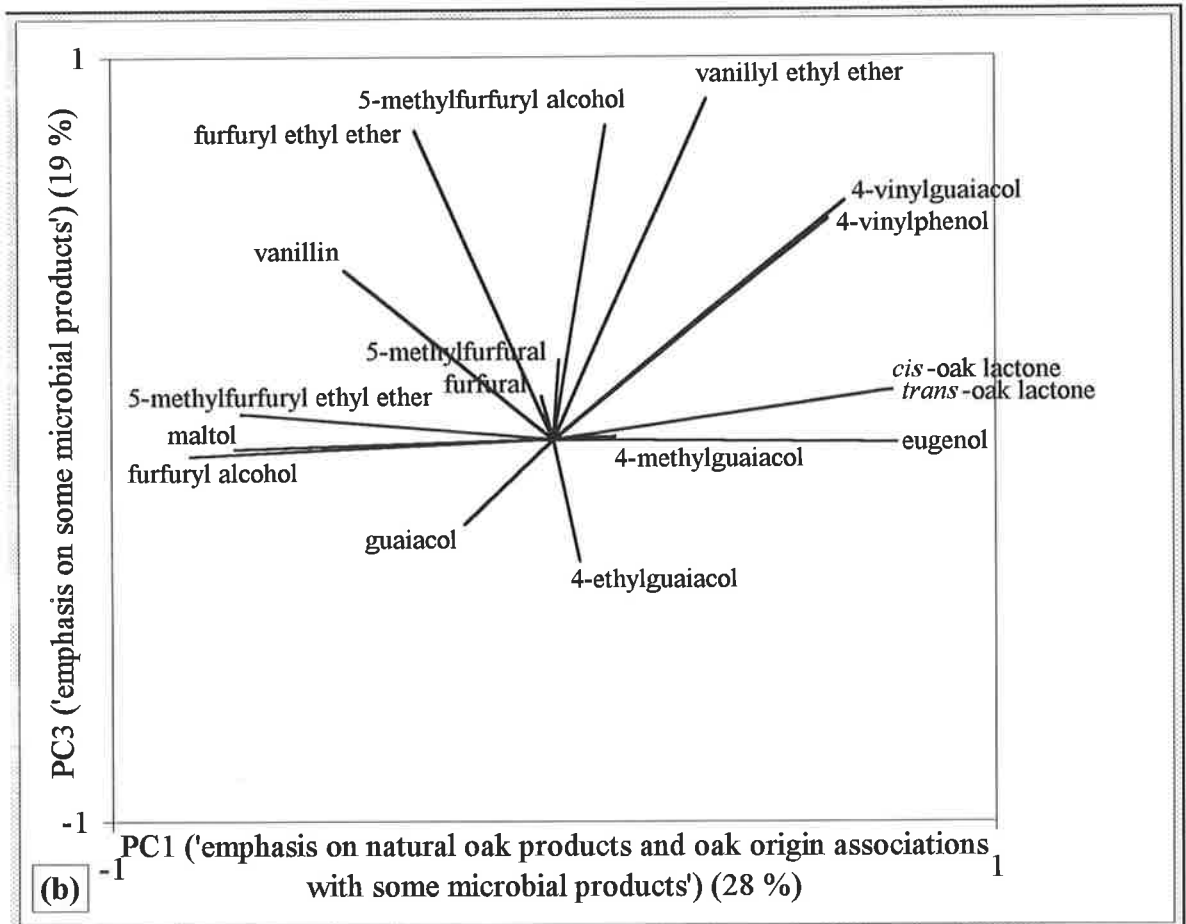 1
vanillyl ethyl ether
5-methylfurfuryl alcohol
furfuryl ethyl ether
4-vinylguaiacol
4-vinylphenol
vanillin
5-methylfurfural
furfural
cis-oak lactone
trans-oak lactone
5-methylfurfuryl ethyl ether
maltol
eugenol
4-methylguaiacol
furfuryl alcohol
guaiacol
4-ethylguaiacol
PC3 ('emphasis on some microbial products') (19 %)
-1
-1
PC1 ('emphasis on natural oak products and oak origin associations
with some microbial products') (28 %)
1
(b)